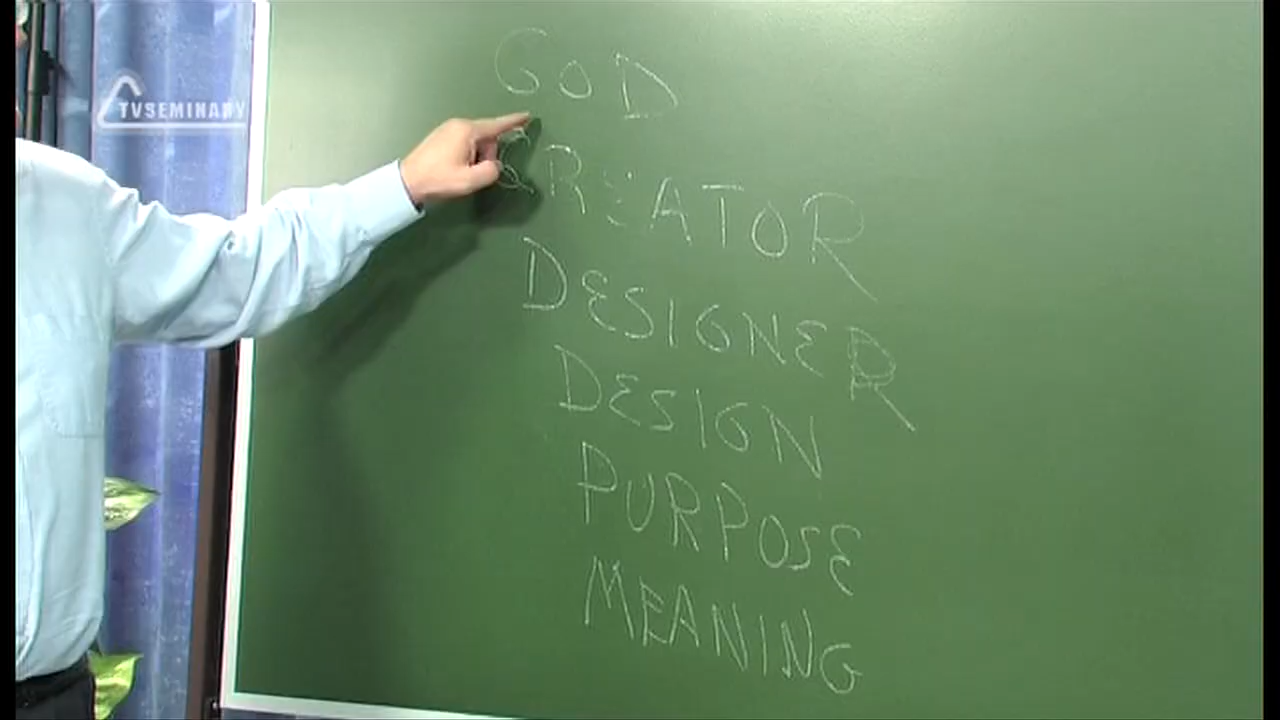 TVSEMINARY
GOD
CREATOR
DESIGNER
DESIGN
PURPOSE
MEANING